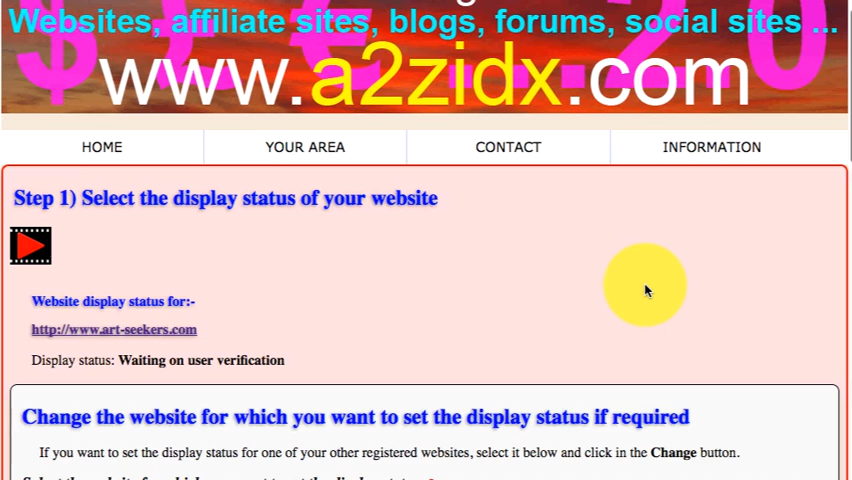 Websites, affiliate sites, blogs, forums, social sites ...
www.a2zidx.com
HOME YOUR AREA CONTACT INFORMATION
Step 1) Select the display status of your website
Website display status for:-
http://www.art-seekers.com
Display status: Waiting on user verification
Change the website for which you want to set the display status if required
If you want to set the display status for one of your other registered websites, select it below and click in the Change button.